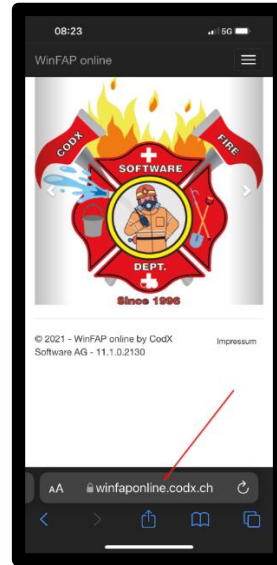 08:23
5G
WinFAP online
CODX
FIRE
SOFTWARE
DEPT.
Since 1996
© 2021 - WinFAP online by CodX
Software AG - 11.1.0.2130
Impressum
AA winfaponline.codx.ch